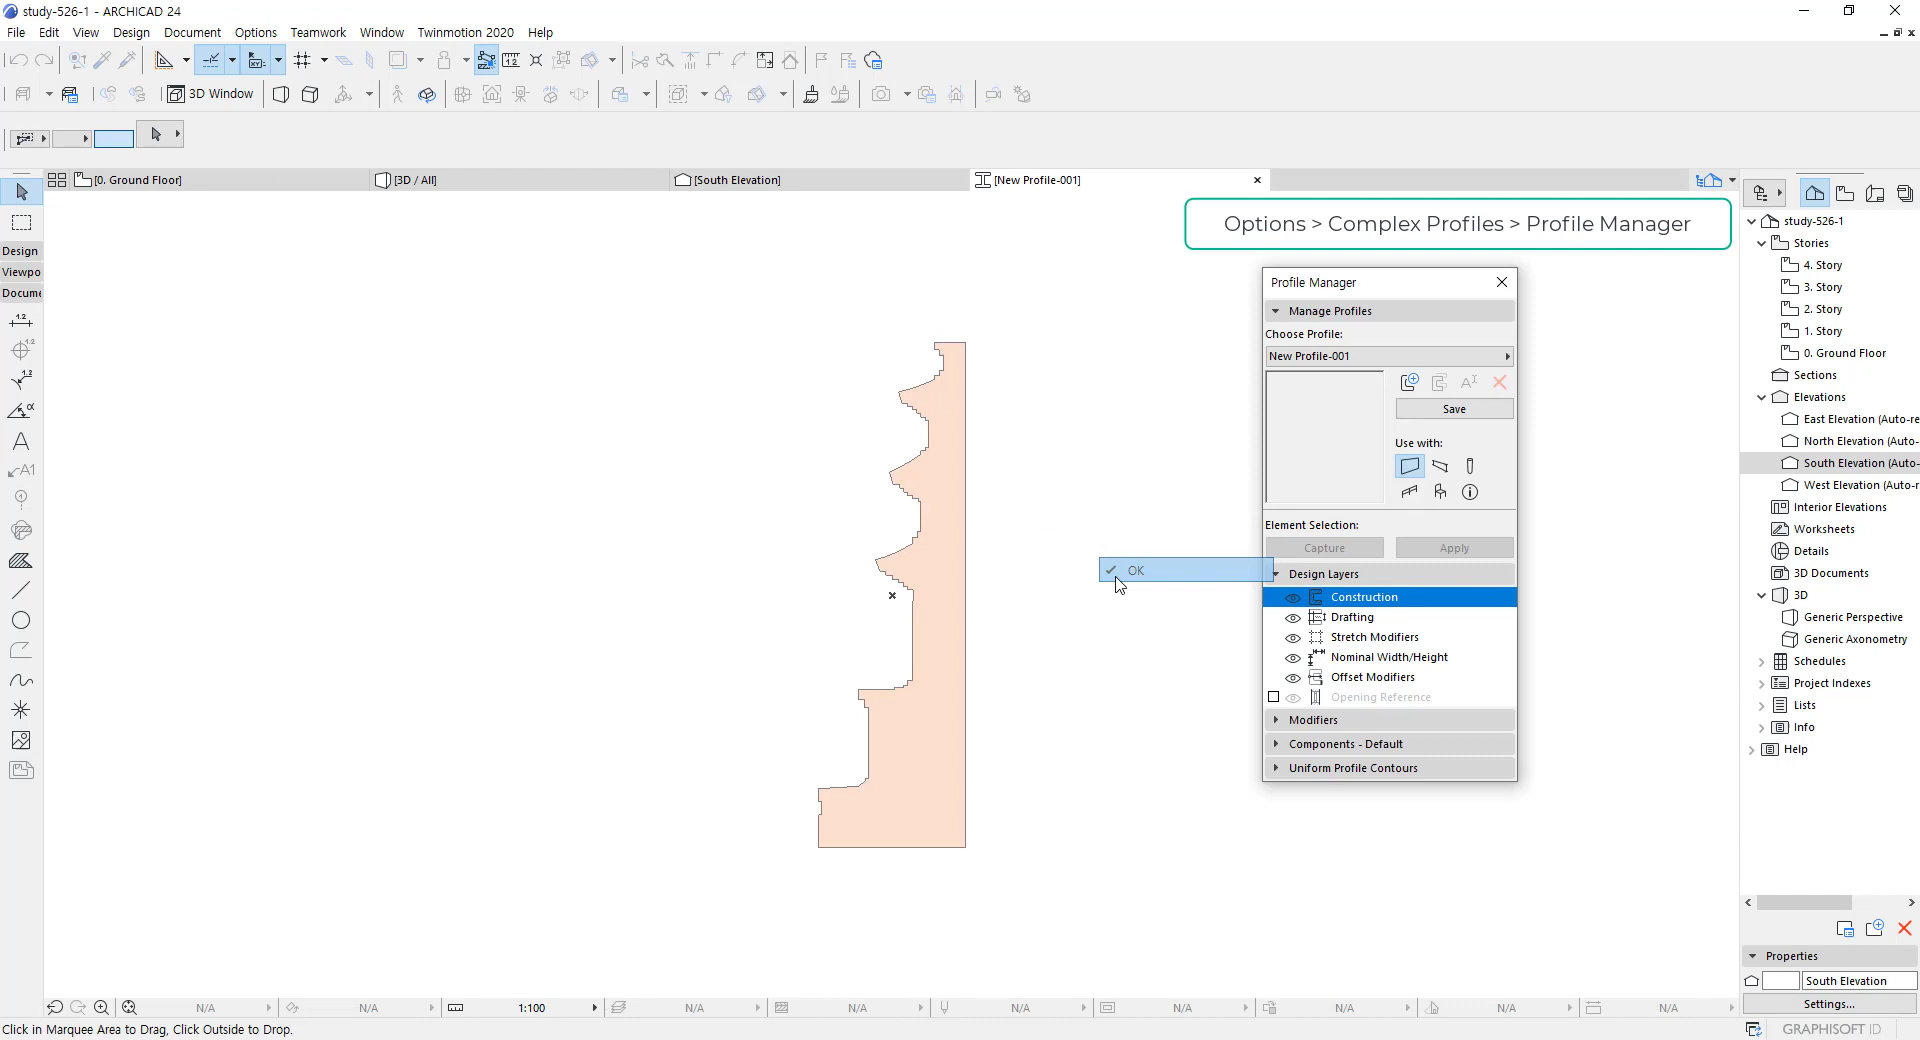 study-526-1 - ARCHICAD 24
File Edit View Design Document Options Teamwork Window Twinmotion 2020 Help
3D Window
[0. Ground Floor] [3D / All] [South Elevation] [New Profile-001]
Options > Complex Profiles > Profile Manager
Design
Viewpo
Docume
1.2
1.2
1.2
α
A
A1
Profile Manager
Manage Profiles
Choose Profile:
New Profile-001
Save
Use with:
Element Selection:
Capture Apply
OK
Design Layers
Construction
Drafting
Stretch Modifiers
Nominal Width/Height
Offset Modifiers
Opening Reference
Modifiers
Components - Default
Uniform Profile Contours
study-526-1
Stories
4. Story
3. Story
2. Story
1. Story
0. Ground Floor
Sections
Elevations
East Elevation (Auto-re
North Elevation (Auto-
South Elevation (Auto-
West Elevation (Auto-r
Interior Elevations
Worksheets
Details
3D Documents
3D
Generic Perspective
Generic Axonometry
Schedules
Project Indexes
Lists
Info
Help
Properties
South Elevation
Settings...
N/A N/A 1:100 N/A N/A N/A N/A N/A N/A N/A
Click in Marquee Area to Drag, Click Outside to Drop.
GRAPHISOFT ID